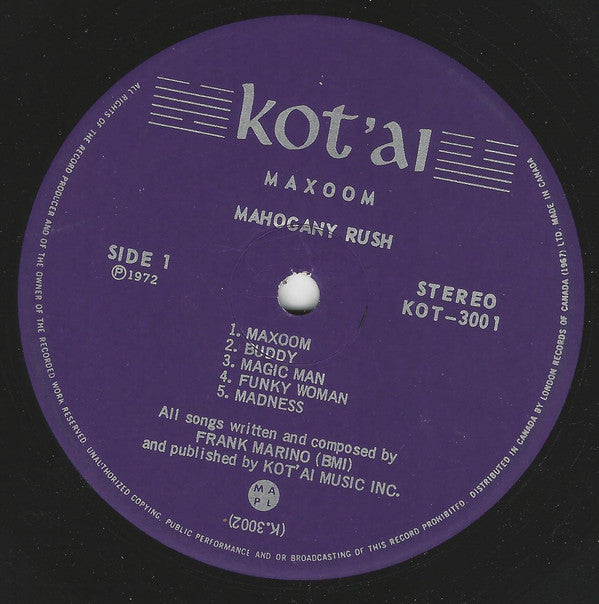 kot'ai
MAXOOM
MAHOGANY RUSH
SIDE 1
Ⓟ1972
STEREO
KOT-3001
1. MAXOOM
2. BUDDY
3. MAGIC MAN
4. FUNKY WOMAN
5. MADNESS
All songs written and composed by
FRANK MARINO (BMI)
and published by KOT'AI MUSIC INC.
M A
P L
(K.3002)
ALL RIGHTS OF THE RECORD PRODUCER AND OF THE OWNER OF THE RECORDED WORK RESERVED. UNAUTHORIZED COPYING, PUBLIC PERFORMANCE AND OR BROADCASTING OF THIS RECORD PROHIBITED. DISTRIBUTED IN CANADA BY LONDON RECORDS OF CANADA (1967) LTD. MADE IN CANADA